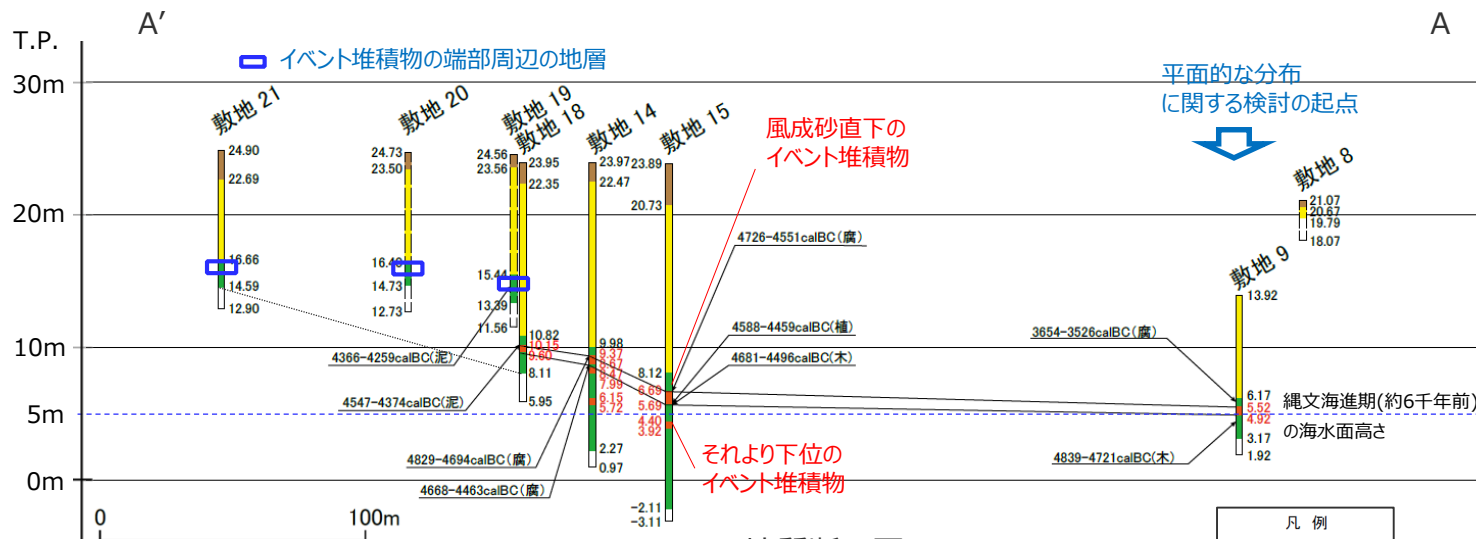 A'
A
T.P.
イベント堆積物の端部周辺の地層
平面的な分布
に関する検討の起点
30m
20m
10m
5m
0m
敷地 21
24.90
22.69
16.66
14.59
12.90
敷地 20
24.73
23.50
14.73
12.73
敷地 19
24.56
23.56
15.44
13.39
11.56
敷地 18
23.95
22.35
10.82
10.15
9.60
8.11
5.95
敷地 14
23.97
22.47
9.98
9.37
8.67
8.47
7.99
6.15
5.72
2.27
0.97
敷地 15
23.89
20.73
8.12
6.69
5.69
4.40
3.92
-2.11
-3.11
風成砂直下の
イベント堆積物
それより下位の
イベント堆積物
敷地 8
21.07
20.67
19.79
18.07
敷地 9
13.92
6.17
5.52
4.92
3.17
1.92
4726-4551calBC(腐)
4588-4459calBC(植)
4681-4496calBC(木)
4366-4259calBC(泥)
4547-4374calBC(泥)
4829-4694calBC(腐)
4668-4463calBC(腐)
3654-3526calBC(腐)
4839-4721calBC(木)
縄文海進期(約6千年前)
の海水面高さ
0
100m
凡 例